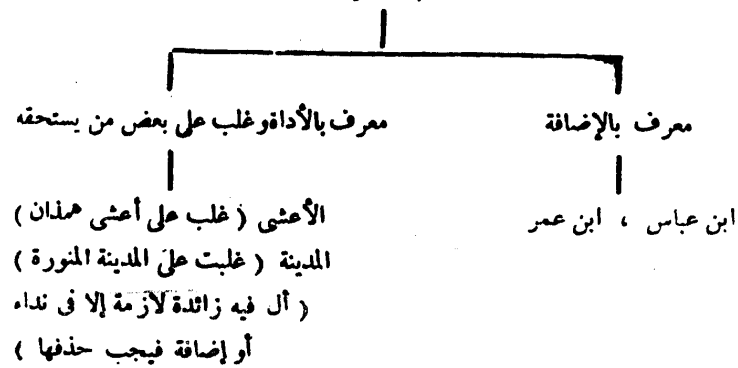 معرف بالإضافة
معرف بالأداة وغلب على بعض من يستحقه
ابن عباس ، ابن عمر
الأعشى ( غلب على أعشى همذان )
المدينة ( غلبت على المدينة المنورة )
( أل فيه زائدة لازمة إلا فى نداء
أو إضافة فيجب حذفها )